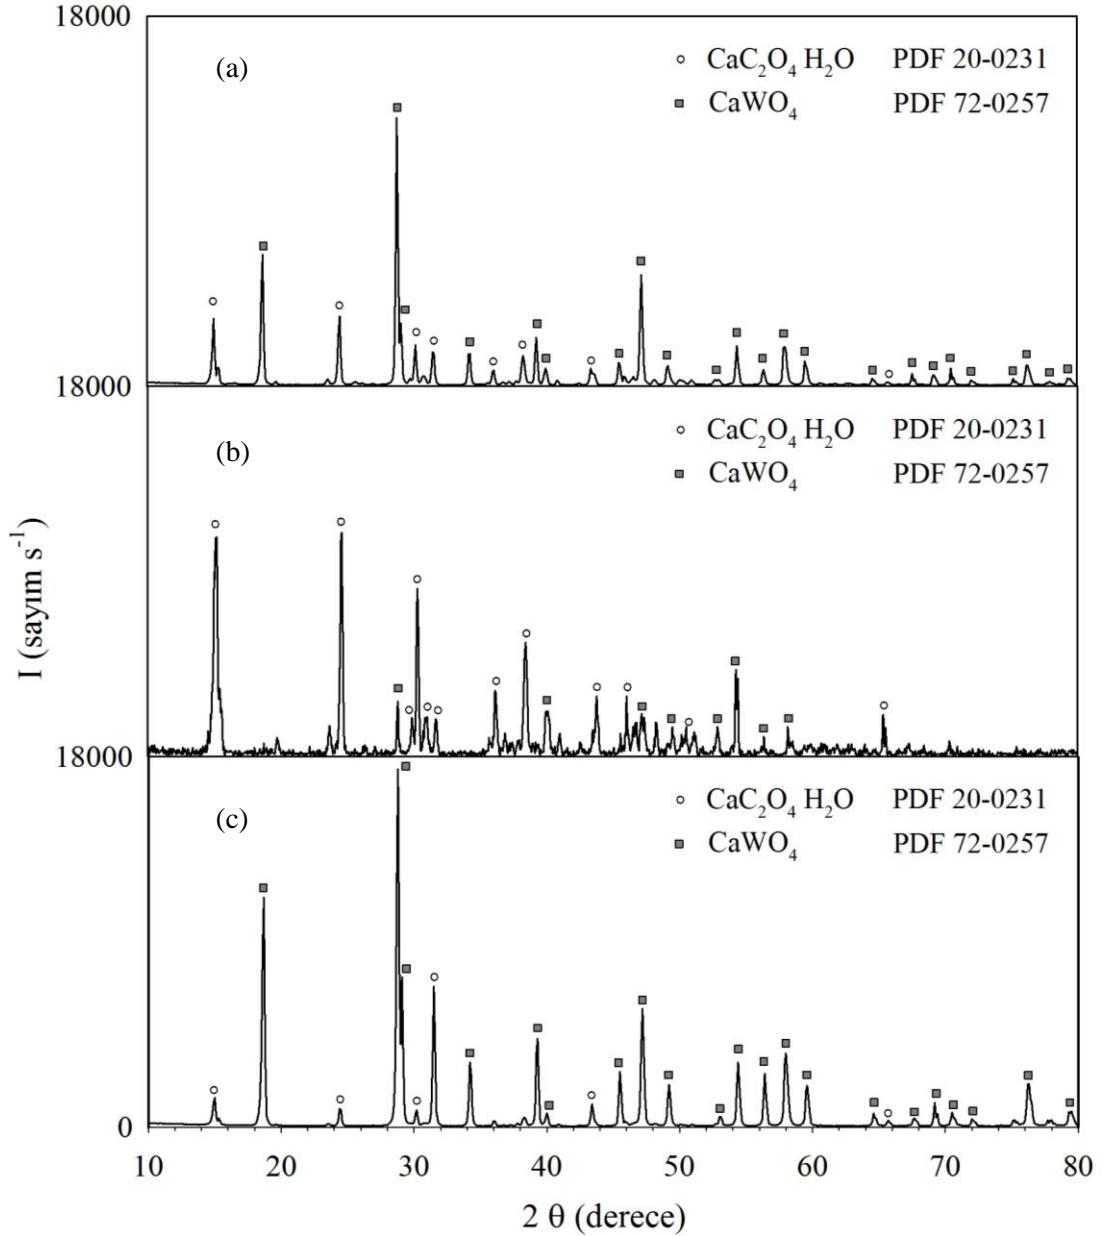 18000
(a)
○ CaC₂O₄ H₂O PDF 20-0231
■ CaWO₄ PDF 72-0257
18000
(b)
○ CaC₂O₄ H₂O PDF 20-0231
■ CaWO₄ PDF 72-0257
I (sayım s⁻¹)
18000
(c)
○ CaC₂O₄ H₂O PDF 20-0231
■ CaWO₄ PDF 72-0257
0
10 20 30 40 50 60 70 80
2 θ (derece)